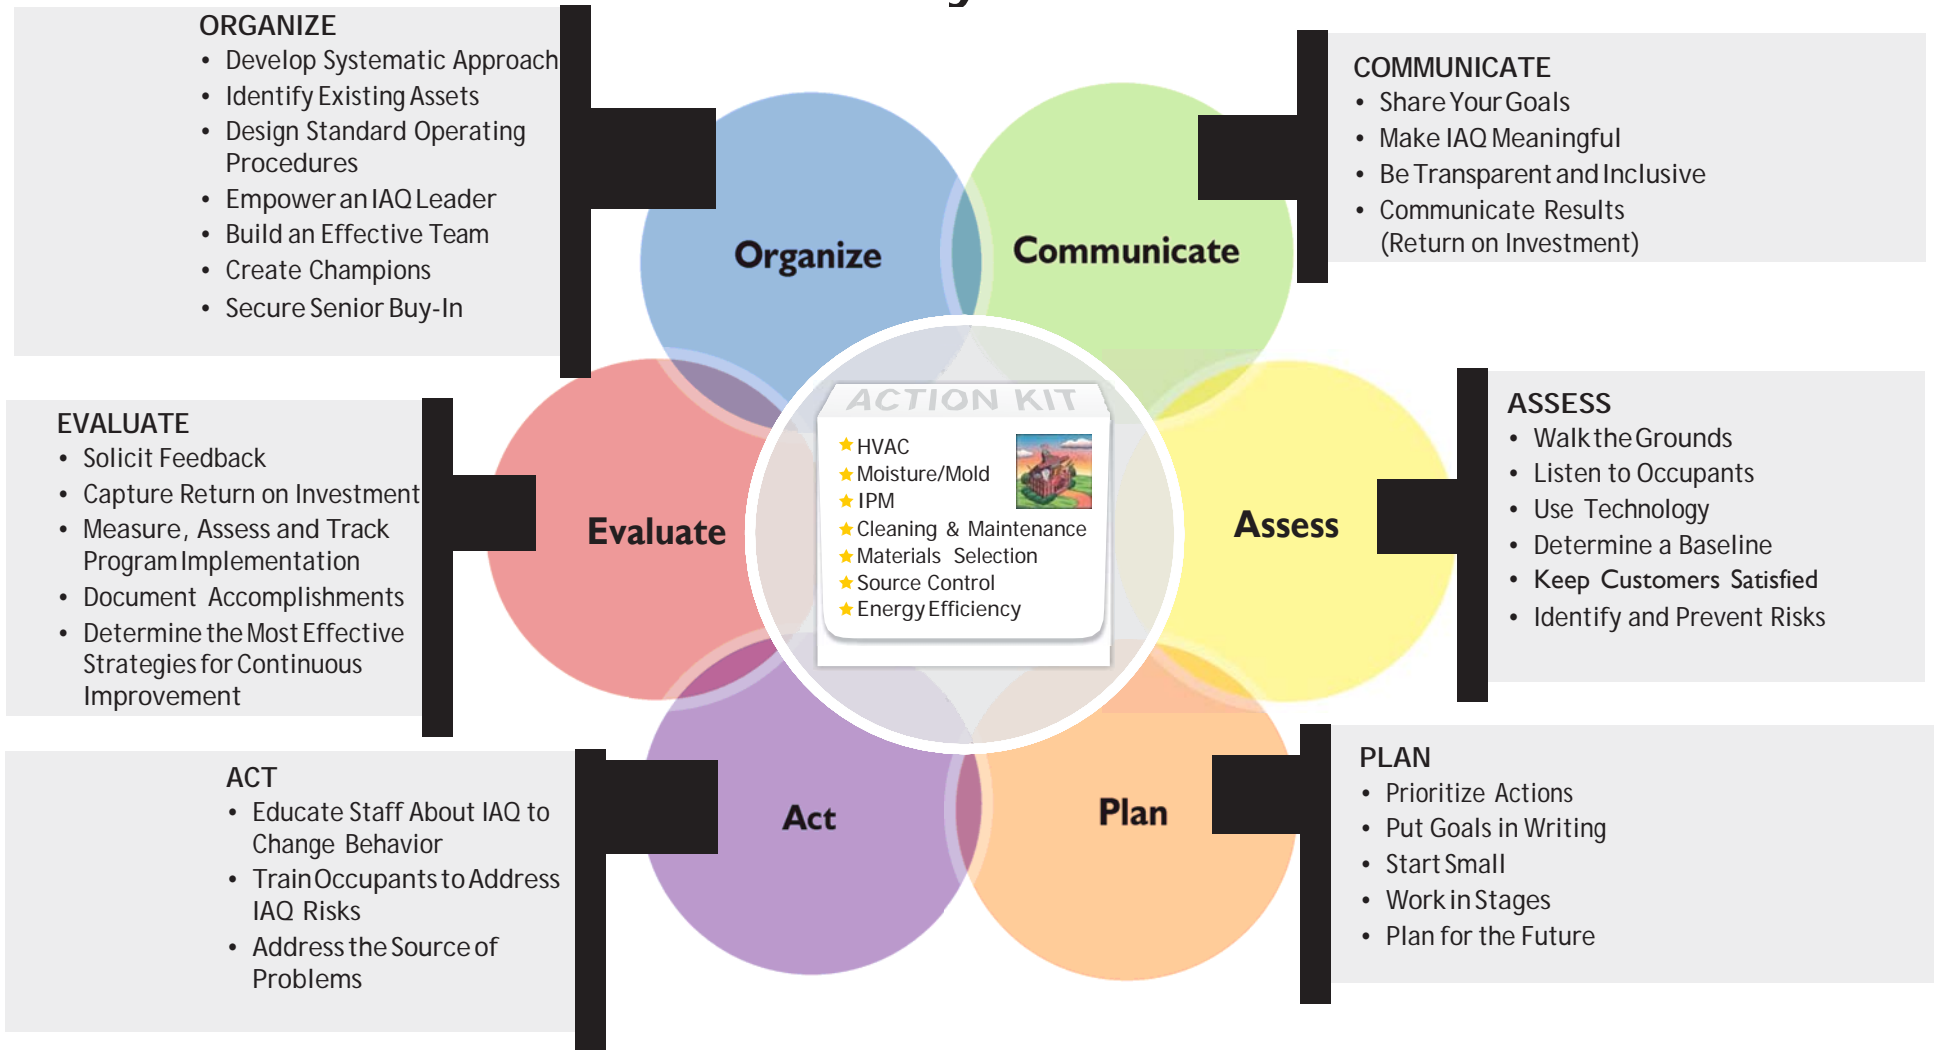 ORGANIZE
• Develop Systematic Approach
• Identify Existing Assets
• Design Standard Operating
Procedures
• Empower an IAQ Leader
• Build an Effective Team
• Create Champions
• Secure Senior Buy-In
COMMUNICATE
• Share Your Goals
• Make IAQ Meaningful
• Be Transparent and Inclusive
• Communicate Results
(Return on Investment)
Organize
Communicate
EVALUATE
• Solicit Feedback
• Capture Return on Investment
• Measure, Assess and Track
Program Implementation
• Document Accomplishments
• Determine the Most Effective
Strategies for Continuous
Improvement
Evaluate
ACTION KIT
HVAC
Moisture/Mold
IPM
Cleaning & Maintenance
Materials Selection
Source Control
Energy Efficiency
Assess
ASSESS
• Walk the Grounds
• Listen to Occupants
• Use Technology
• Determine a Baseline
• Keep Customers Satisfied
• Identify and Prevent Risks
ACT
• Educate Staff About IAQ to
Change Behavior
• Train Occupants to Address
IAQ Risks
• Address the Source of
Problems
Act
Plan
PLAN
• Prioritize Actions
• Put Goals in Writing
• Start Small
• Work in Stages
• Plan for the Future